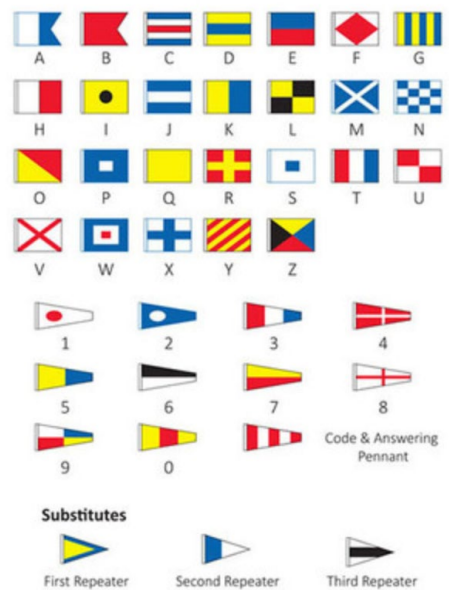 A B C D E F G
H I J K L M N
O P Q R S T U
V W X Y Z
1 2 3 4
5 6 7 8
9 0 Code & Answering
Pennant
Substitutes
First Repeater Second Repeater Third Repeater